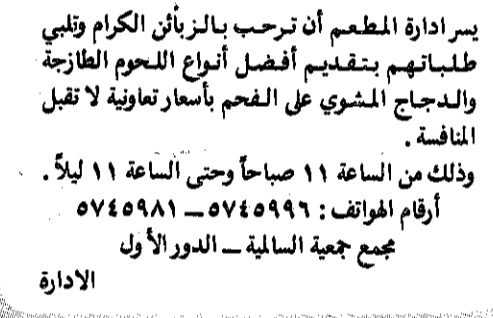 يسر ادارة المطعم أن ترحب بالزبائن الكرام وتلبي
طلباتهم بتقديم أفضل أنواع اللحوم الطازجة
والدجاج المشوي على الفحم بأسعار تعاونية لا تقبل
المنافسة .
وذلك من الساعة ١١ صباحاً وحتى الساعة ١١ ليلاً .
أرقام الهواتف : ٥٧٤٥٩٩٦ ــ ٥٧٤٥٩٨١
مجمع جمعية السالمية ــ الدور الأول
الادارة